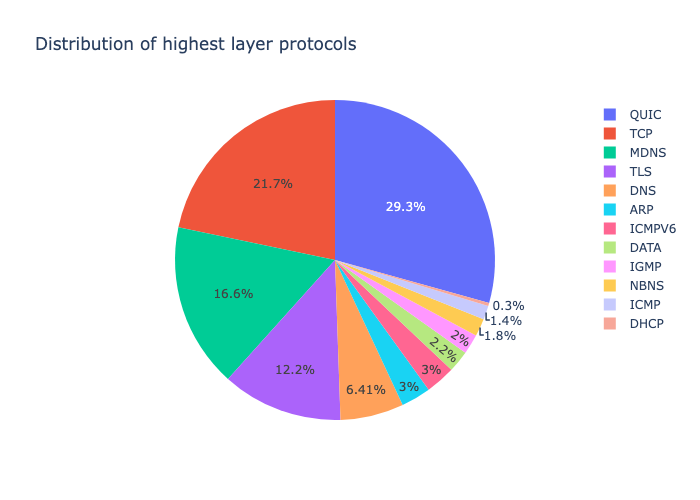 Distribution of highest layer protocols
29.3%
21.7%
16.6%
12.2%
6.41%
3%
3%
2.2%
2%
1.8%
1.4%
0.3%
QUIC
TCP
MDNS
TLS
DNS
ARP
ICMPV6
DATA
IGMP
NBNS
ICMP
DHCP